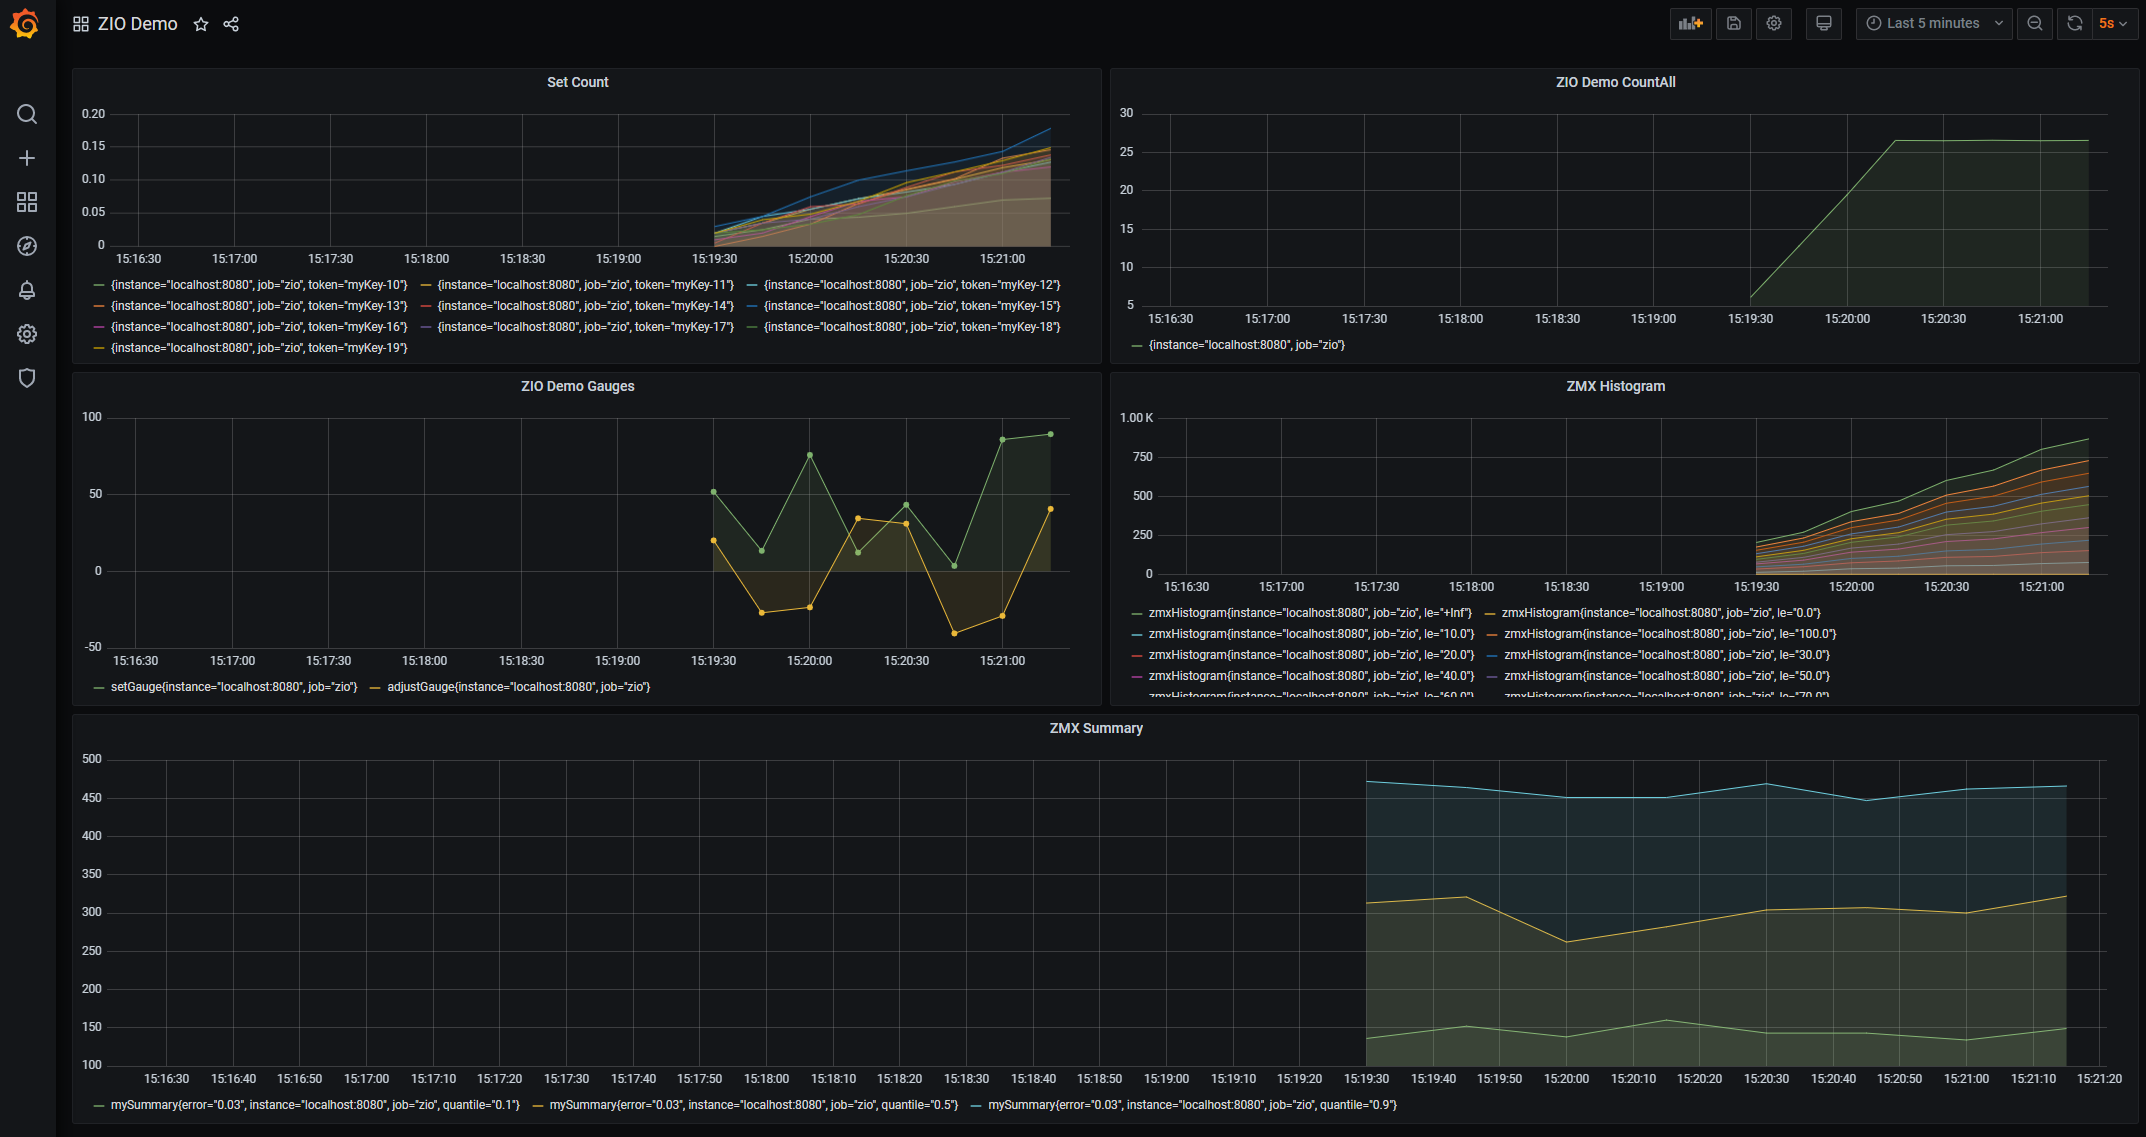 ZIO Demo
Last 5 minutes
5s
Set Count
0.20
0.15
0.10
0.05
0
15:16:30 15:17:00 15:17:30 15:18:00 15:18:30 15:19:00 15:19:30 15:20:00 15:20:30 15:21:00
{instance="localhost:8080", job="zio", token="myKey-10"} {instance="localhost:8080", job="zio", token="myKey-11"} {instance="localhost:8080", job="zio", token="myKey-12"}
{instance="localhost:8080", job="zio", token="myKey-13"} {instance="localhost:8080", job="zio", token="myKey-14"} {instance="localhost:8080", job="zio", token="myKey-15"}
{instance="localhost:8080", job="zio", token="myKey-16"} {instance="localhost:8080", job="zio", token="myKey-17"} {instance="localhost:8080", job="zio", token="myKey-18"}
{instance="localhost:8080", job="zio", token="myKey-19"}
ZIO Demo CountAll
30
25
20
15
10
5
15:16:30 15:17:00 15:17:30 15:18:00 15:18:30 15:19:00 15:19:30 15:20:00 15:20:30 15:21:00
{instance="localhost:8080", job="zio"}
ZIO Demo Gauges
100
50
0
-50
15:16:30 15:17:00 15:17:30 15:18:00 15:18:30 15:19:00 15:19:30 15:20:00 15:20:30 15:21:00
setGauge{instance="localhost:8080", job="zio"} adjustGauge{instance="localhost:8080", job="zio"}
ZMX Histogram
1.00 K
750
500
250
0
15:16:30 15:17:00 15:17:30 15:18:00 15:18:30 15:19:00 15:19:30 15:20:00 15:20:30 15:21:00
zmxHistogram{instance="localhost:8080", job="zio", le="+Inf"} zmxHistogram{instance="localhost:8080", job="zio", le="0.0"}
zmxHistogram{instance="localhost:8080", job="zio", le="10.0"} zmxHistogram{instance="localhost:8080", job="zio", le="100.0"}
zmxHistogram{instance="localhost:8080", job="zio", le="20.0"} zmxHistogram{instance="localhost:8080", job="zio", le="30.0"}
zmxHistogram{instance="localhost:8080", job="zio", le="40.0"} zmxHistogram{instance="localhost:8080", job="zio", le="50.0"}
zmxHistogram{instance="localhost:8080", job="zio", le="60.0"} zmxHistogram{instance="localhost:8080", job="zio", le="70.0"}
ZMX Summary
500
450
400
350
300
250
200
150
100
15:16:30 15:16:40 15:16:50 15:17:00 15:17:10 15:17:20 15:17:30 15:17:40 15:17:50 15:18:00 15:18:10 15:18:20 15:18:30 15:18:40 15:18:50 15:19:00 15:19:10 15:19:20 15:19:30 15:19:40 15:19:50 15:20:00 15:20:10 15:20:20 15:20:30 15:20:40 15:20:50 15:21:00 15:21:10 15:21:20
mySummary{error="0.03", instance="localhost:8080", job="zio", quantile="0.1"} mySummary{error="0.03", instance="localhost:8080", job="zio", quantile="0.5"} mySummary{error="0.03", instance="localhost:8080", job="zio", quantile="0.9"}